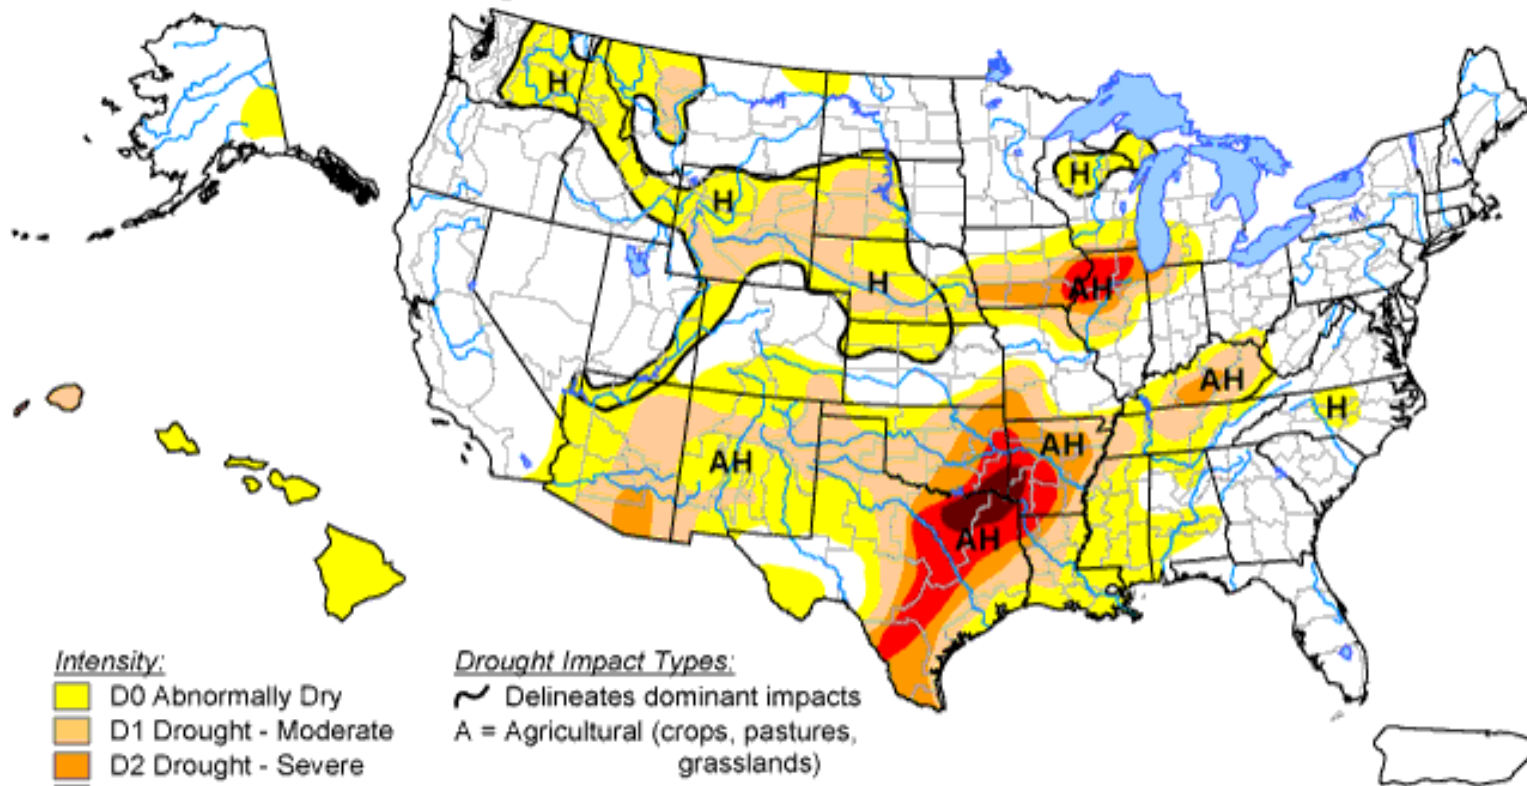 H
H
H
H
AH
AH
H
AH
AH
AH
Intensity:
D0 Abnormally Dry
D1 Drought - Moderate
D2 Drought - Severe
Drought Impact Types:
Delineates dominant impacts
A = Agricultural (crops, pastures,
grasslands)